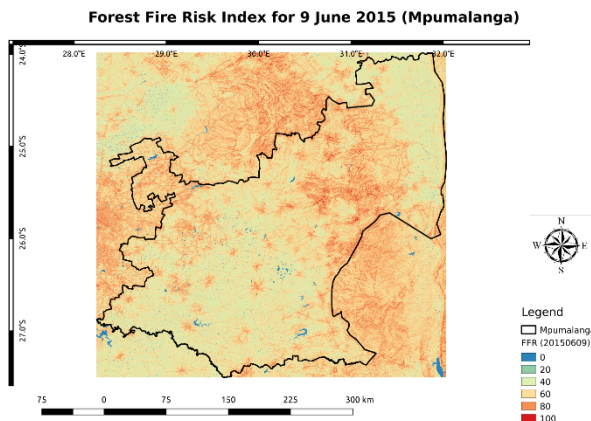 Forest Fire Risk Index for 9 June 2015 (Mpumalanga)
28.0°E 29.0°E 30.0°E 31.0°E 32.0°E
24.0°S
25.0°S
26.0°S
27.0°S
N
W E
S
Legend
Mpumalanga
FFR (20150609)
0
20
40
60
80
100
75 0 75 150 225 300 km